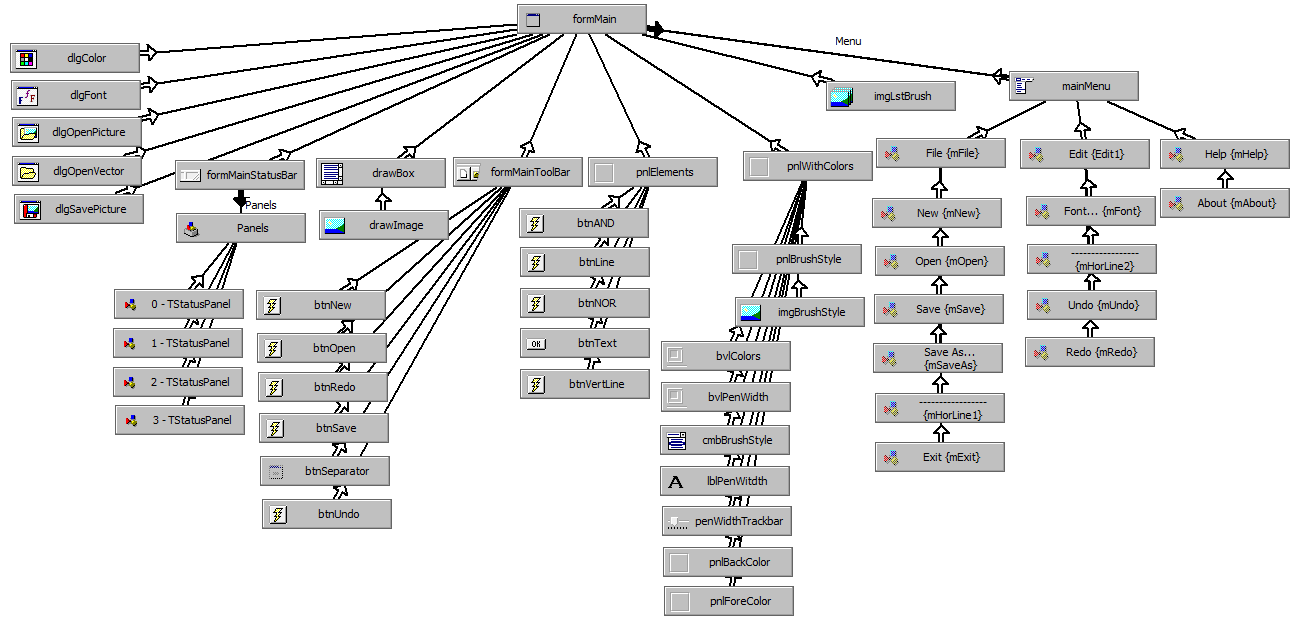 formMain
Menu
dlgColor
dlgFont
dlgOpenPicture
dlgOpenVector
dlgSavePicture
formMainStatusBar
Panels
Panels
0 - TStatusPanel
1 - TStatusPanel
2 - TStatusPanel
3 - TStatusPanel
drawBox
drawImage
formMainToolBar
btnNew
btnOpen
btnRedo
btnSave
btnSeparator
btnUndo
pnlElements
btnAND
btnLine
btnNOR
OK
btnText
btnVertLine
pnlWithColors
pnlBrushStyle
imgBrushStyle
bvlColors
bvlPenWidth
cmbBrushStyle
A
lblPenWitdth
penWidthTrackbar
pnlBackColor
pnlForeColor
imgLstBrush
mainMenu
File {mFile}
New {mNew}
Open {mOpen}
Save {mSave}
Save As...
{mSaveAs}
-----------------
{mHorLine1}
Exit {mExit}
Edit {Edit1}
Font... {mFont}
-----------------
{mHorLine2}
Undo {mUndo}
Redo {mRedo}
Help {mHelp}
About {mAbout}